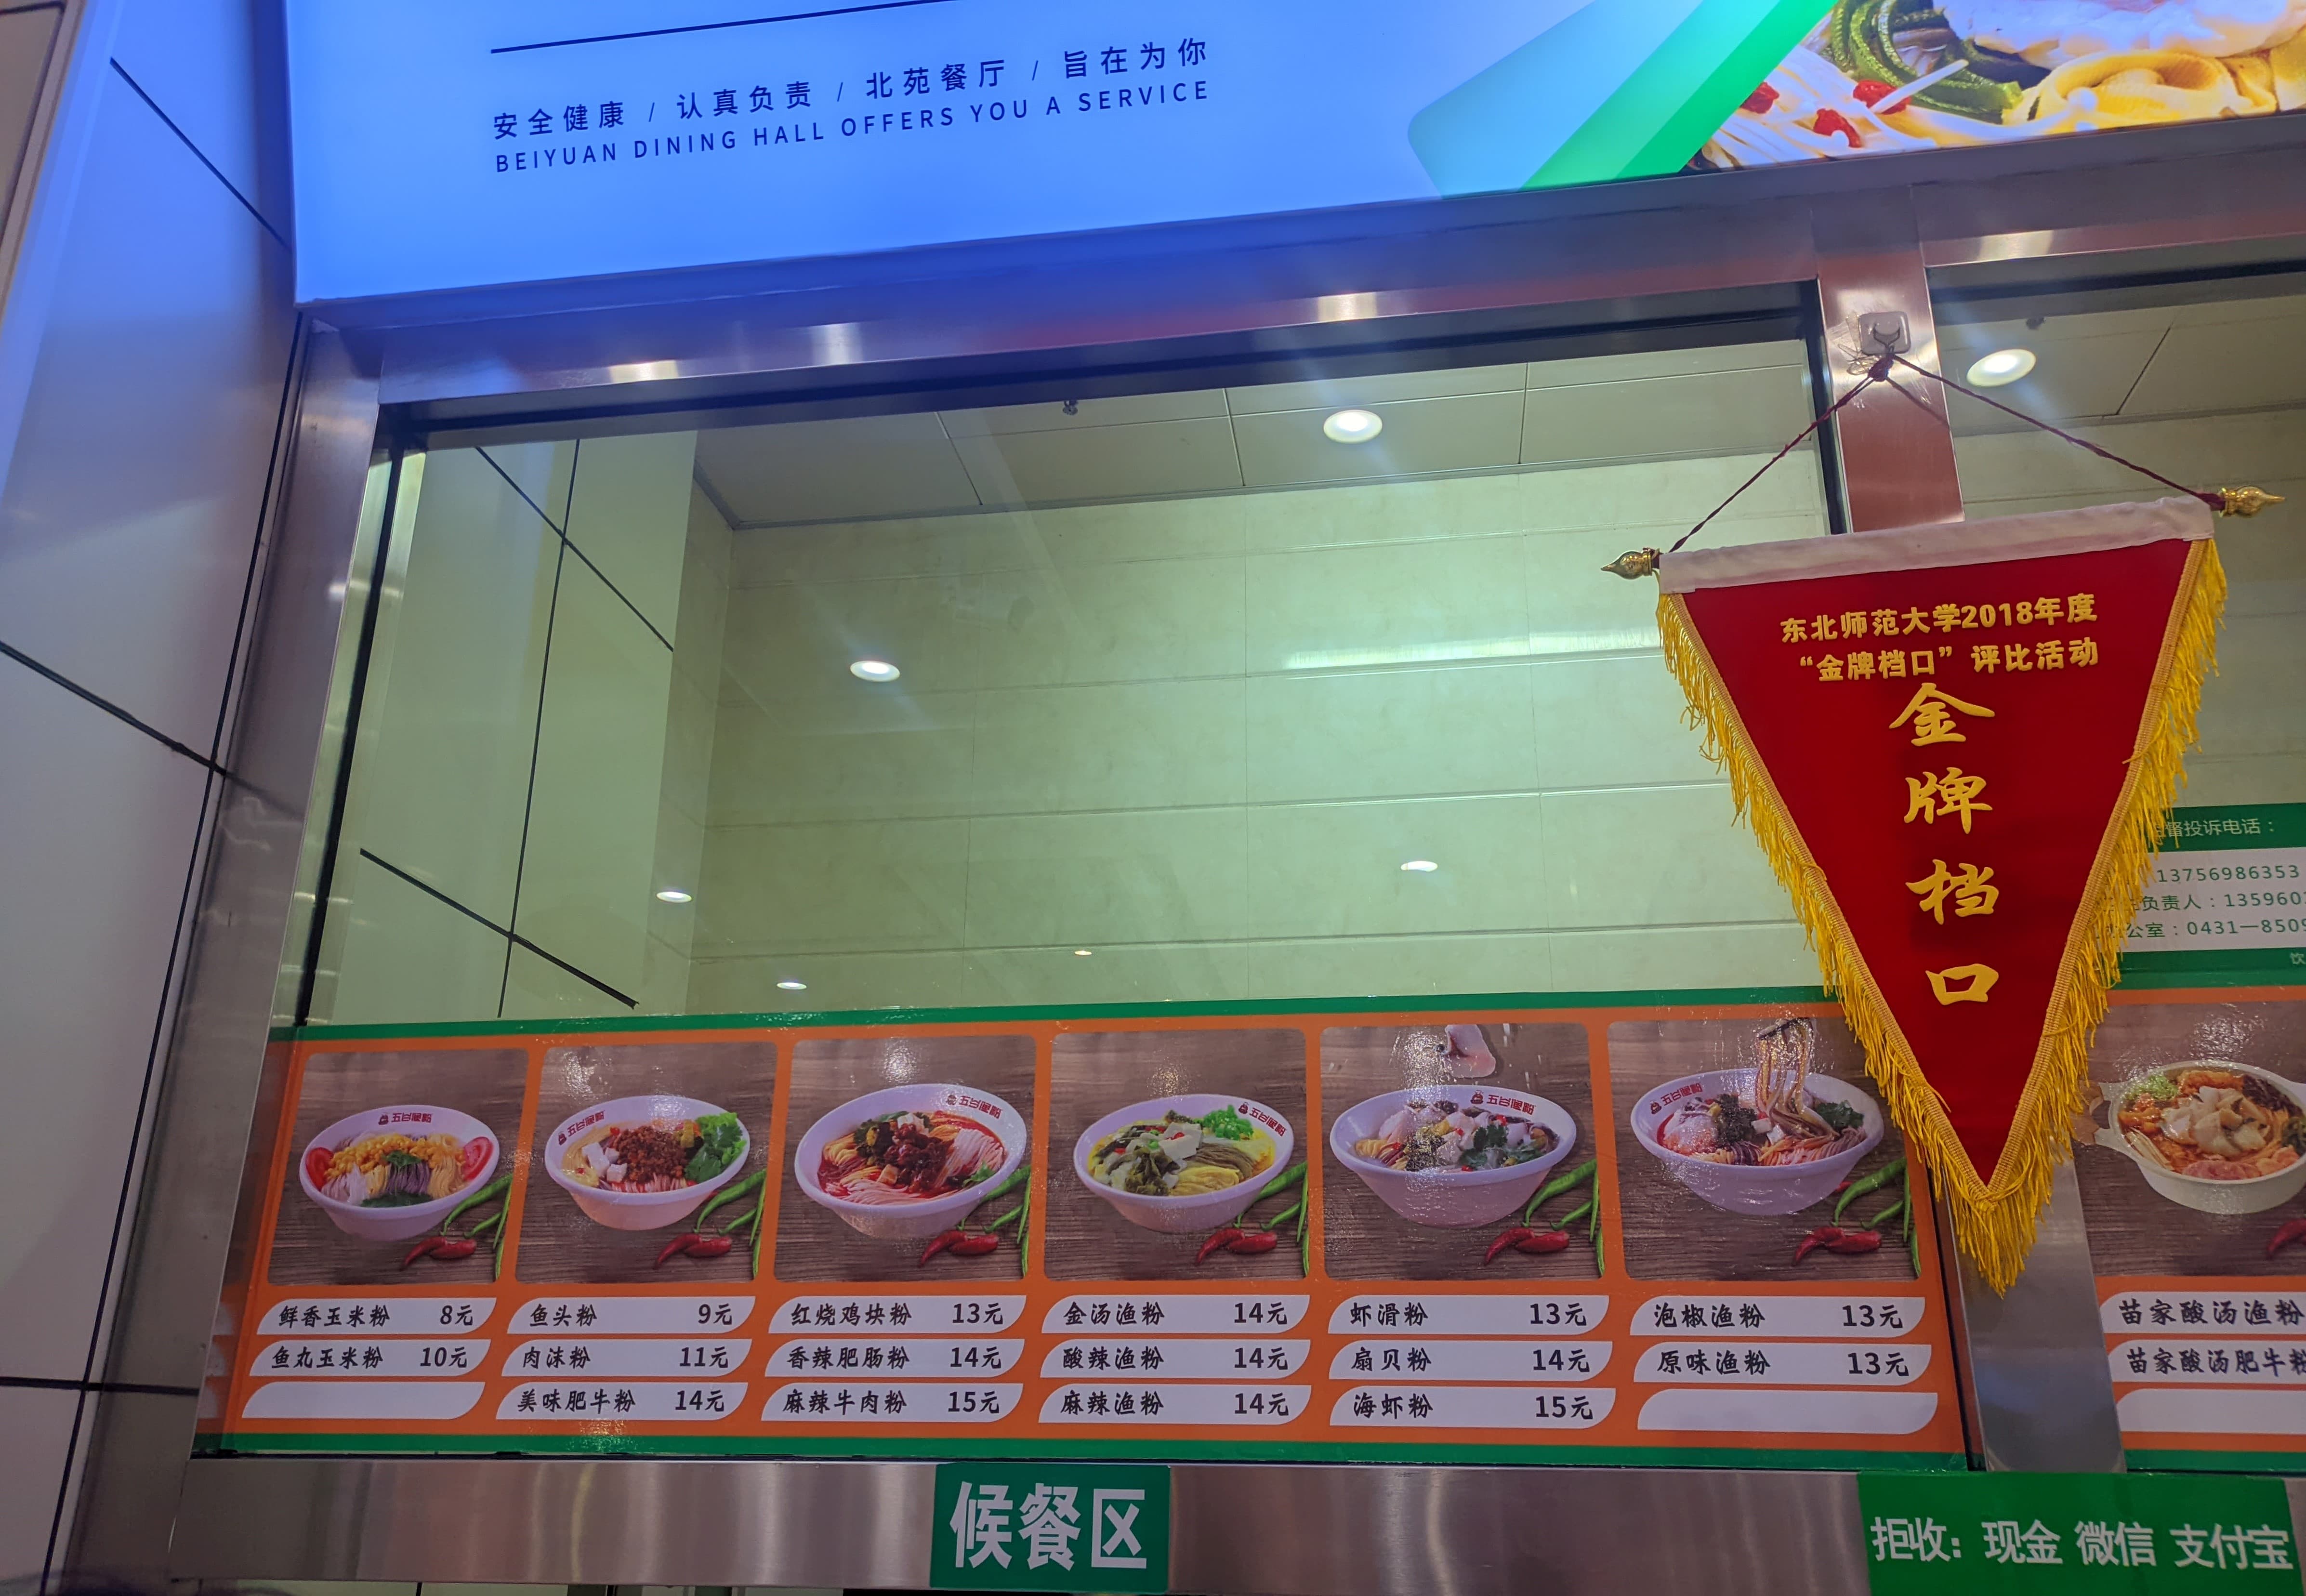 安全健康 / 认真负责 / 北苑餐厅 / 旨在为你
BEIYUAN DINING HALL OFFERS YOU A SERVICE
东北师范大学2018年度
“金牌档口”评比活动
金
牌
档
口
督投诉电话：
13756986353
负责人：135960
公室：0431—850
饮
鲜香玉米粉 8元
鱼丸玉米粉 10元
鱼头粉 9元
肉沫粉 11元
美味肥牛粉 14元
红烧鸡块粉 13元
香辣肥肠粉 14元
麻辣牛肉粉 15元
金汤渔粉 14元
酸辣渔粉 14元
麻辣渔粉 14元
虾滑粉 13元
扇贝粉 14元
海虾粉 15元
泡椒渔粉 13元
原味渔粉 13元
苗家酸汤渔粉
苗家酸汤肥牛粉
候餐区
拒收：现金 微信 支付宝